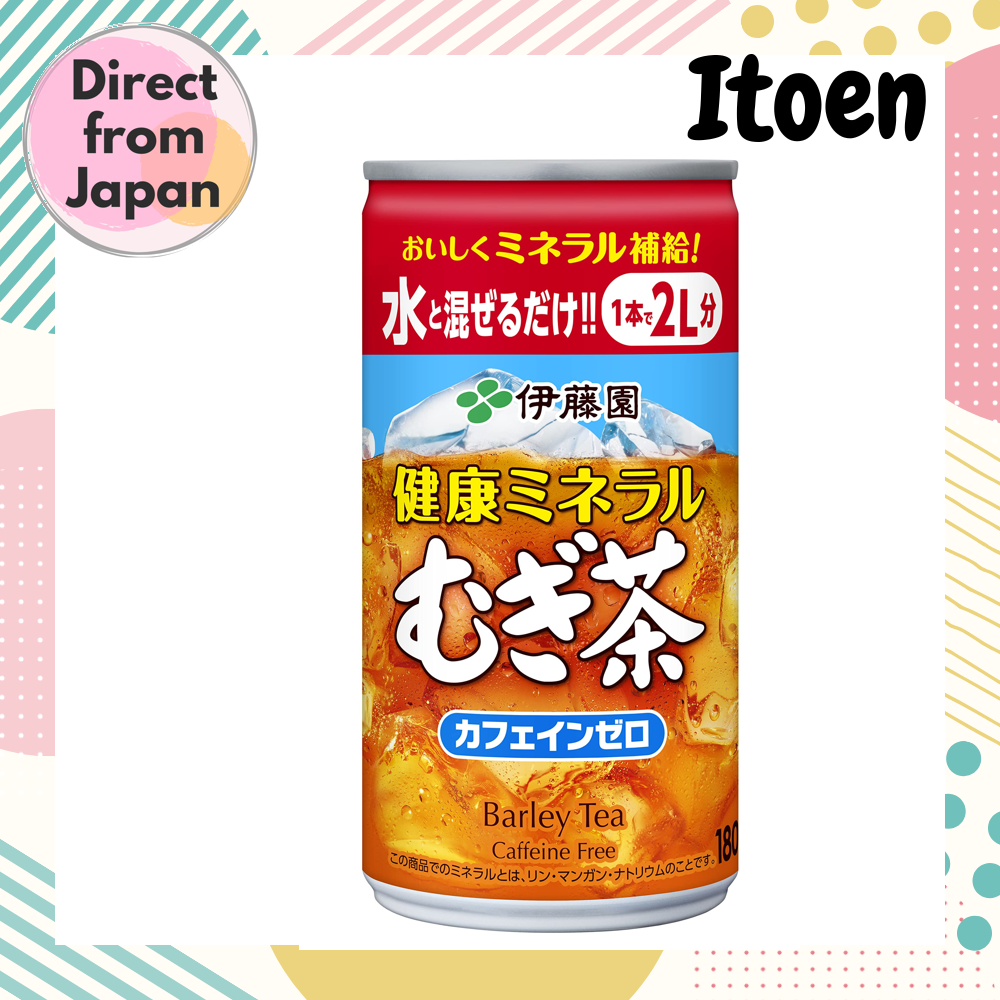 Direct
from
Japan
Itoen
おいしくミネラル補給!
水と混ぜるだけ!! 1本で2L分
伊藤園
健康ミネラル
むぎ茶
カフェインゼロ
Barley Tea
Caffeine Free
この商品でのミネラルとは、リン・マンガン・ナトリウムのことです。
180